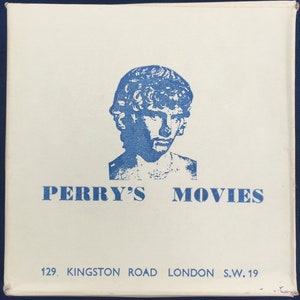 PERRY'S MOVIES
129. KINGSTON ROAD LONDON S.W.19